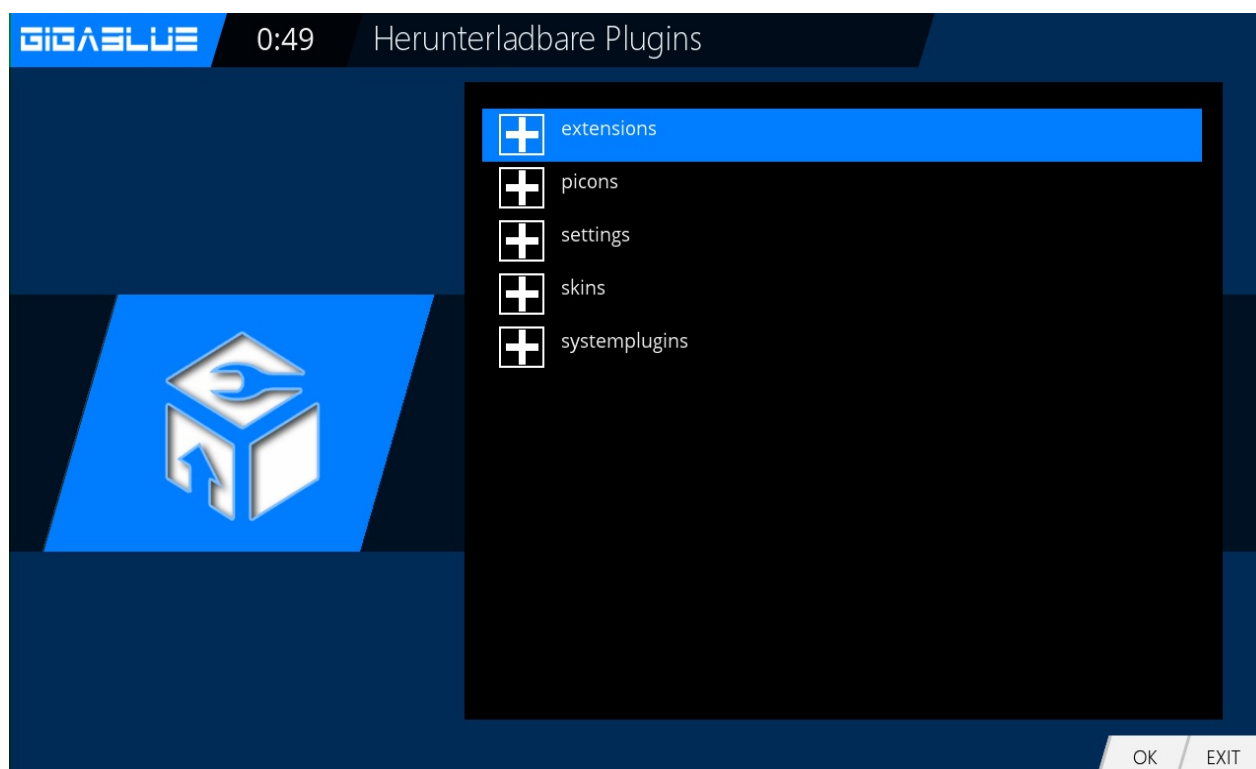 GIGABLUE 0:49 Herunterladbare Plugins
extensions
picons
settings
skins
systemplugins
OK EXIT